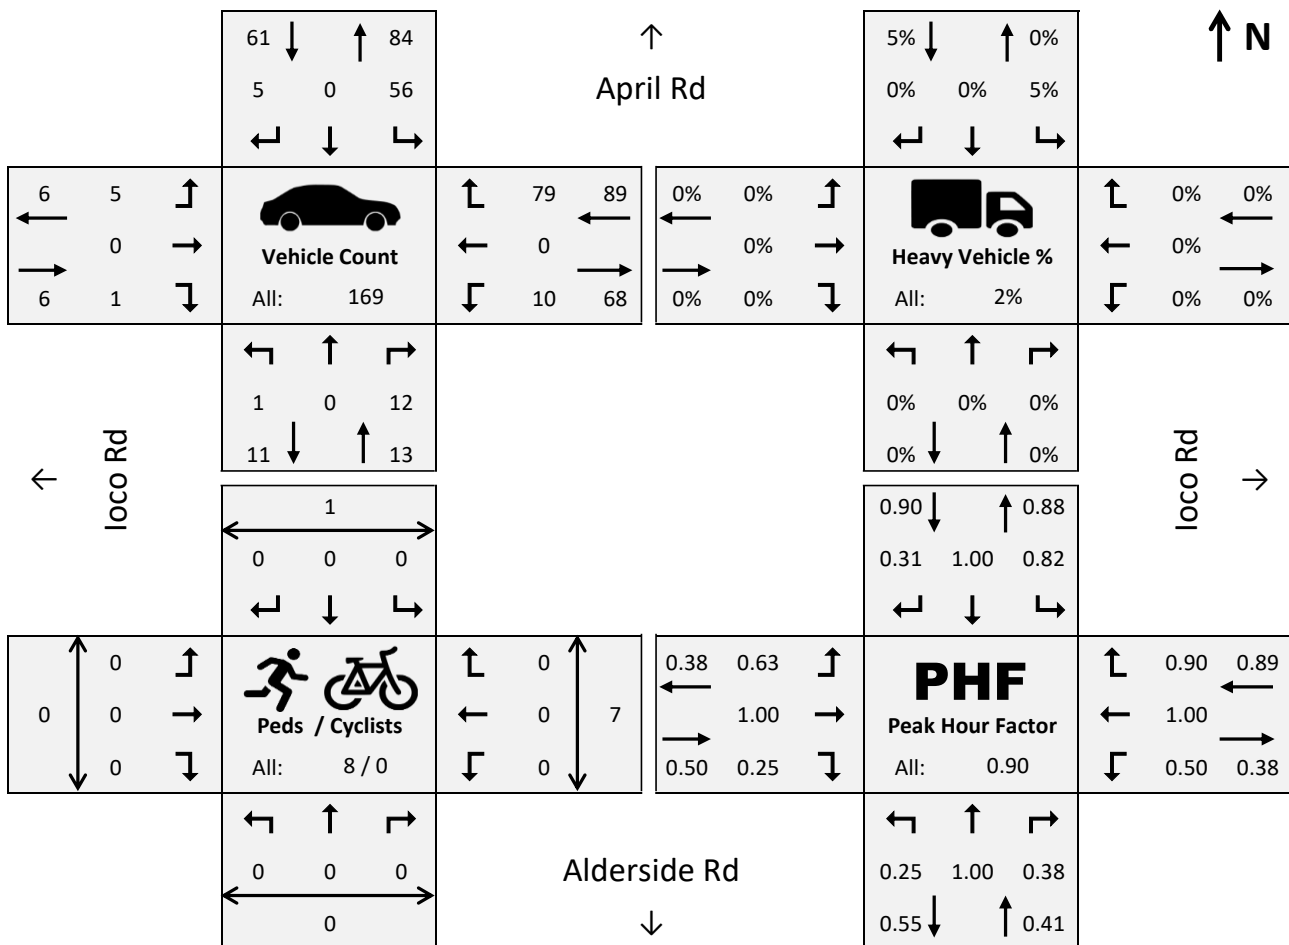 61 84 5% 0% N
5 0 56 April Rd 0% 0% 5%
6 5 79 89 0% 0% 0% 0%
0 Vehicle Count 0 0% Heavy Vehicle % 0%
6 1 All: 169 10 68 0% 0% All: 2% 0% 0%
1 0 12 0% 0% 0%
11 13 0% 0%
Ioco Rd Ioco Rd
1 0.90 0.88
0 0 0 0.31 1.00 0.82
0 0 0.38 0.63 PHF 0.90 0.89
0 0 Peds / Cyclists 0 7 1.00 Peak Hour Factor 1.00
0 All: 8 / 0 0 0.50 0.25 All: 0.90 0.50 0.38
0 0 0 Alderside Rd 0.25 1.00 0.38
0 0.55 0.41